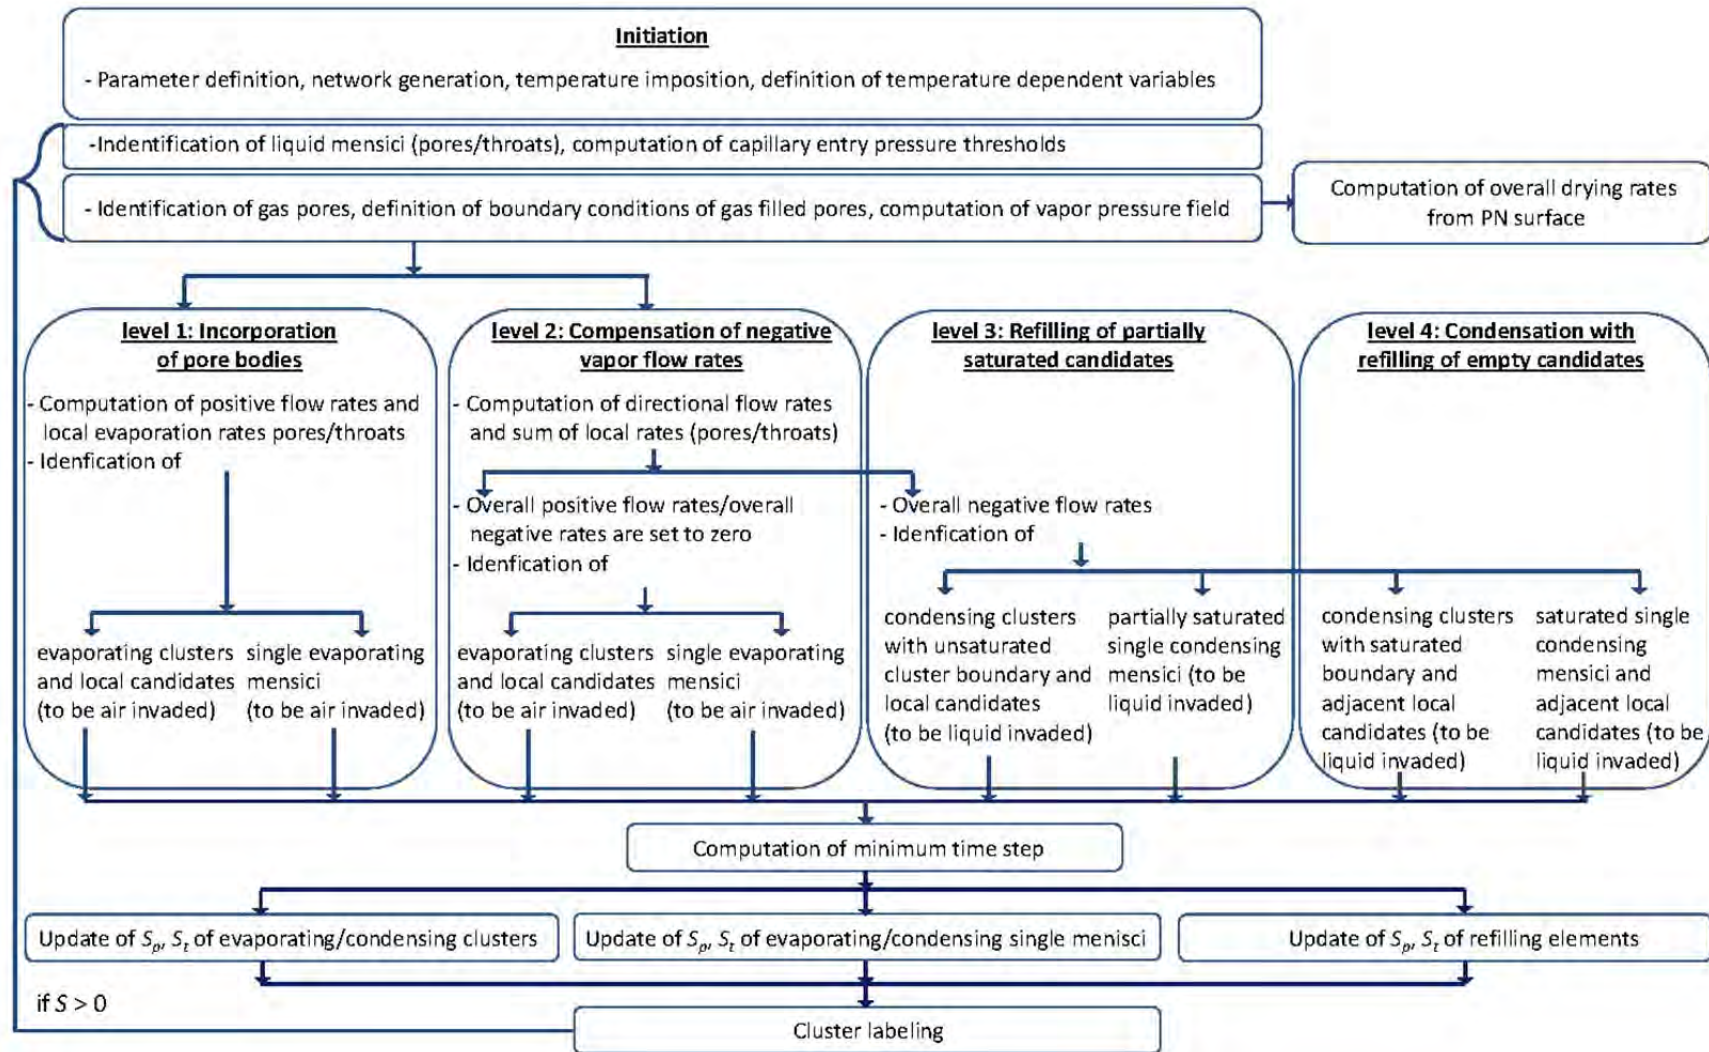 Initiation
- Parameter definition, network generation, temperature imposition, definition of temperature dependent variables
-Indentification of liquid mensici (pores/throats), computation of capillary entry pressure thresholds
- Identification of gas pores, definition of boundary conditions of gas filled pores, computation of vapor pressure field
Computation of overall drying rates
from PN surface
level 1: Incorporation
of pore bodies
- Computation of positive flow rates and
local evaporation rates pores/throats
- Idenfication of
evaporating clusters
and local candidates
(to be air invaded)
single evaporating
mensici
(to be air invaded)
level 2: Compensation of negative
vapor flow rates
- Computation of directional flow rates
and sum of local rates (pores/throats)
- Overall positive flow rates/overall
negative rates are set to zero
- Idenfication of
evaporating clusters
and local candidates
(to be air invaded)
single evaporating
mensici
(to be air invaded)
level 3: Refilling of partially
saturated candidates
- Overall negative flow rates
- Idenfication of
condensing clusters
with unsaturated
cluster boundary and
local candidates
(to be liquid invaded)
partially saturated
single condensing
mensici (to be
liquid invaded)
level 4: Condensation with
refilling of empty candidates
condensing clusters
with saturated
boundary and
adjacent local
candidates (to be
liquid invaded)
saturated single
condensing
mensici and
adjacent local
candidates (to be
liquid invaded)
Computation of minimum time step
Update of Sp, St of evaporating/condensing clusters
Update of Sp, St of evaporating/condensing single menisci
Update of Sp, St of refilling elements
if S > 0
Cluster labeling